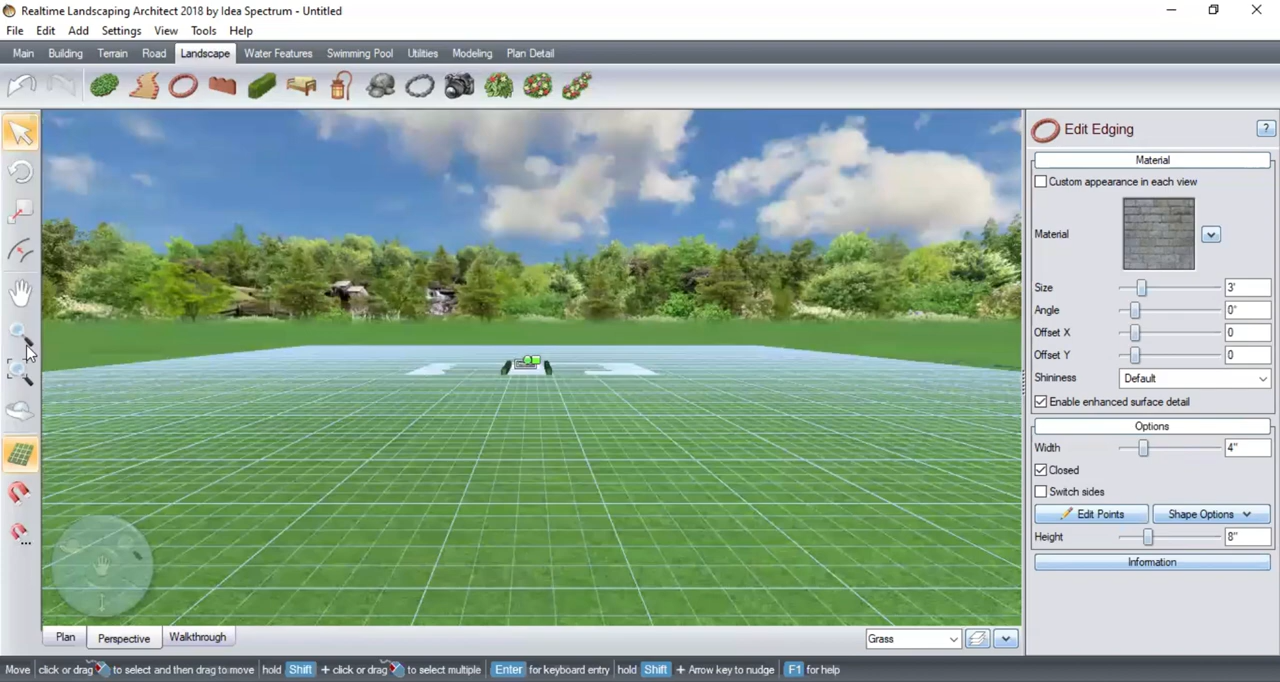 Realtime Landscaping Architect 2018 by Idea Spectrum - Untitled
File Edit Add Settings View Tools Help
Main Building Terrain Road Landscape Water Features Swimming Pool Utilities Modeling Plan Detail
Edit Edging ?
Material
Custom appearance in each view
Material
Size 3'
Angle 0°
Offset X 0
Offset Y 0
Shininess Default
Enable enhanced surface detail
Options
Width 4"
Closed
Switch sides
Edit Points Shape Options
Height 8"
Information
Plan Perspective Walkthrough Grass
Move click or drag to select and then drag to move hold Shift + click or drag to select multiple Enter for keyboard entry hold Shift + Arrow key to nudge F1 for help